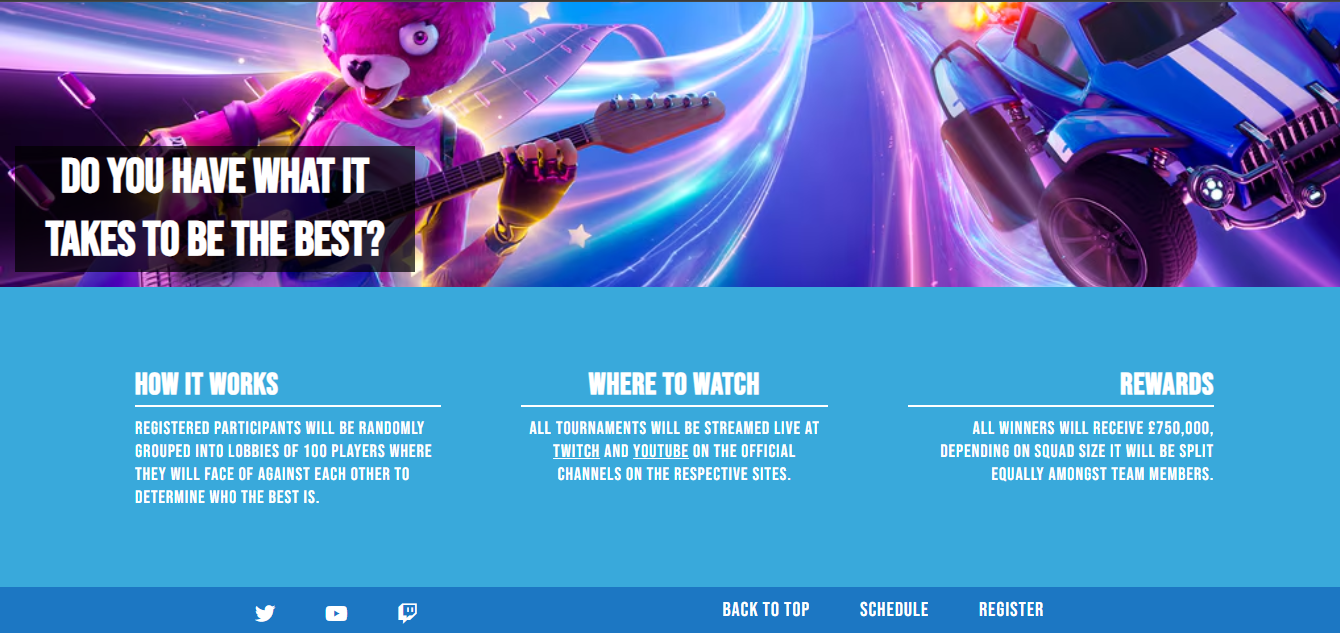 DO YOU HAVE WHAT IT
TAKES TO BE THE BEST?
HOW IT WORKS
REGISTERED PARTICIPANTS WILL BE RANDOMLY
GROUPED INTO LOBBIES OF 100 PLAYERS WHERE
THEY WILL FACE OF AGAINST EACH OTHER TO
DETERMINE WHO THE BEST IS.
WHERE TO WATCH
ALL TOURNAMENTS WILL BE STREAMED LIVE AT
TWITCH AND YOUTUBE ON THE OFFICIAL
CHANNELS ON THE RESPECTIVE SITES.
REWARDS
ALL WINNERS WILL RECEIVE £750,000,
DEPENDING ON SQUAD SIZE IT WILL BE SPLIT
EQUALLY AMONGST TEAM MEMBERS.
BACK TO TOP
SCHEDULE
REGISTER